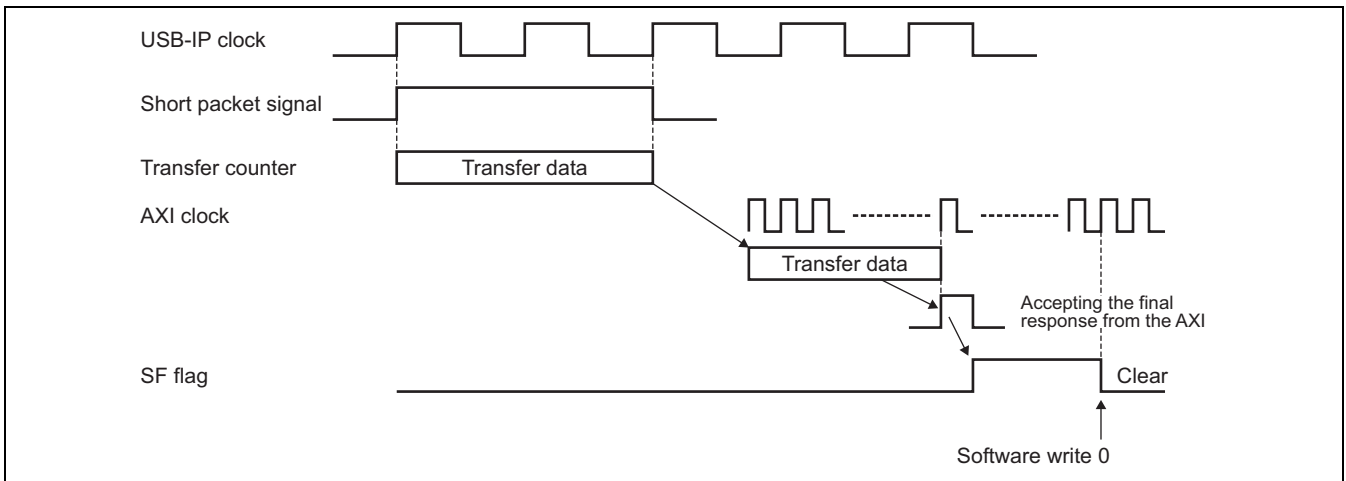 USB-IP clock
Short packet signal
Transfer counter
Transfer data
AXI clock
Transfer data
Accepting the final
response from the AXI
SF flag
Clear
Software write 0